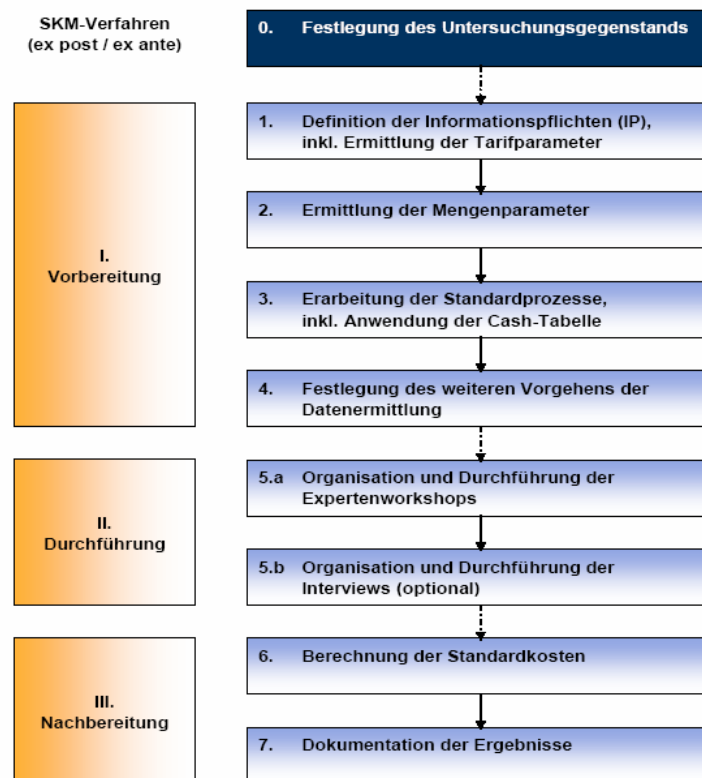 SKM-Verfahren
(ex post / ex ante)
0. Festlegung des Untersuchungsgegenstands
I.
Vorbereitung
1. Definition der Informationspflichten (IP),
inkl. Ermittlung der Tarifparameter
2. Ermittlung der Mengenparameter
3. Erarbeitung der Standardprozesse,
inkl. Anwendung der Cash-Tabelle
4. Festlegung des weiteren Vorgehens der
Datenermittlung
II.
Durchführung
5.a Organisation und Durchführung der
Expertenworkshops
5.b Organisation und Durchführung der
Interviews (optional)
III.
Nachbereitung
6. Berechnung der Standardkosten
7. Dokumentation der Ergebnisse